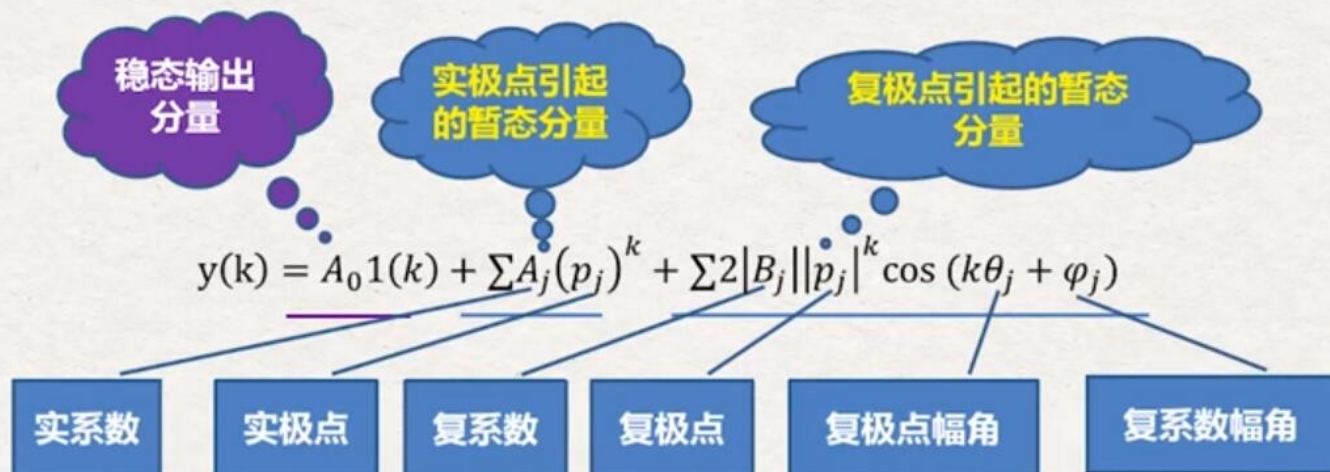 稳态输出
分量
实极点引起
的暂态分量
复极点引起的暂态
分量
y(k) = A₀1(k) + ∑Aⱼ(pⱼ)ᵏ + ∑2|Bⱼ||pⱼ|ᵏcos (kθⱼ + φⱼ)
实系数
实极点
复系数
复极点
复极点幅角
复系数幅角